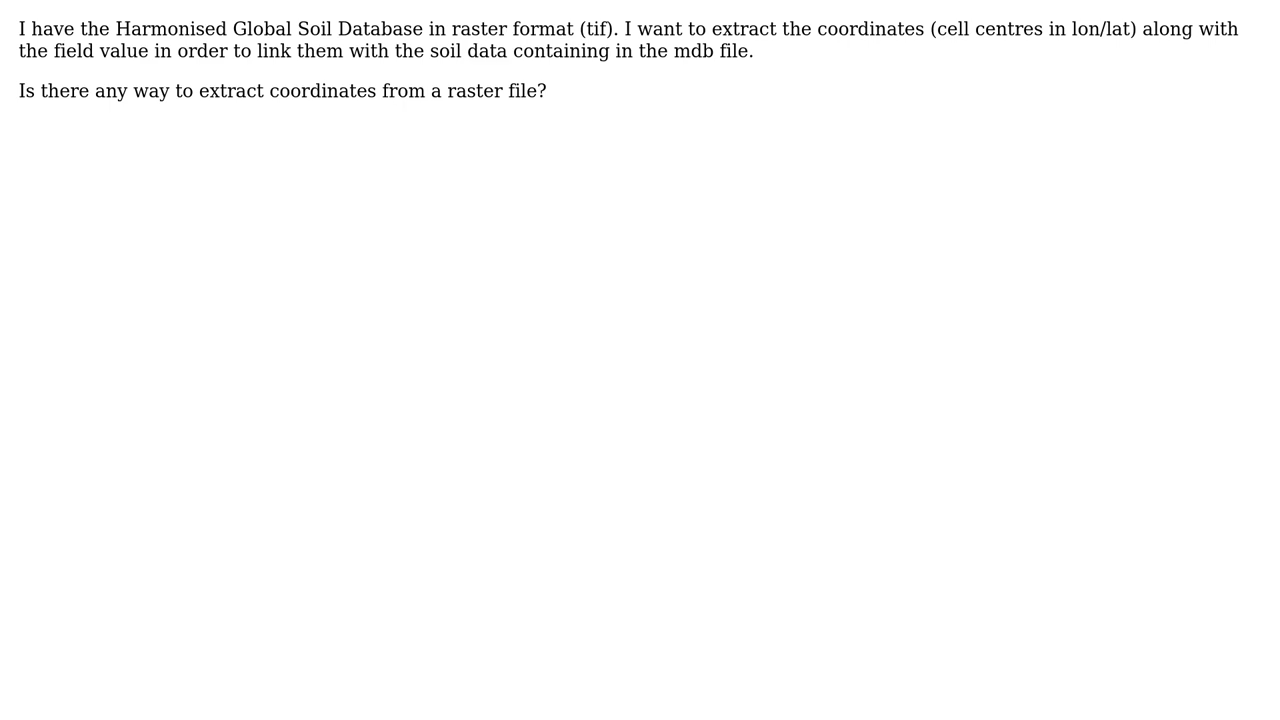 I have the Harmonised Global Soil Database in raster format (tif). I want to extract the coordinates (cell centres in lon/lat) along with
the field value in order to link them with the soil data containing in the mdb file.
Is there any way to extract coordinates from a raster file?